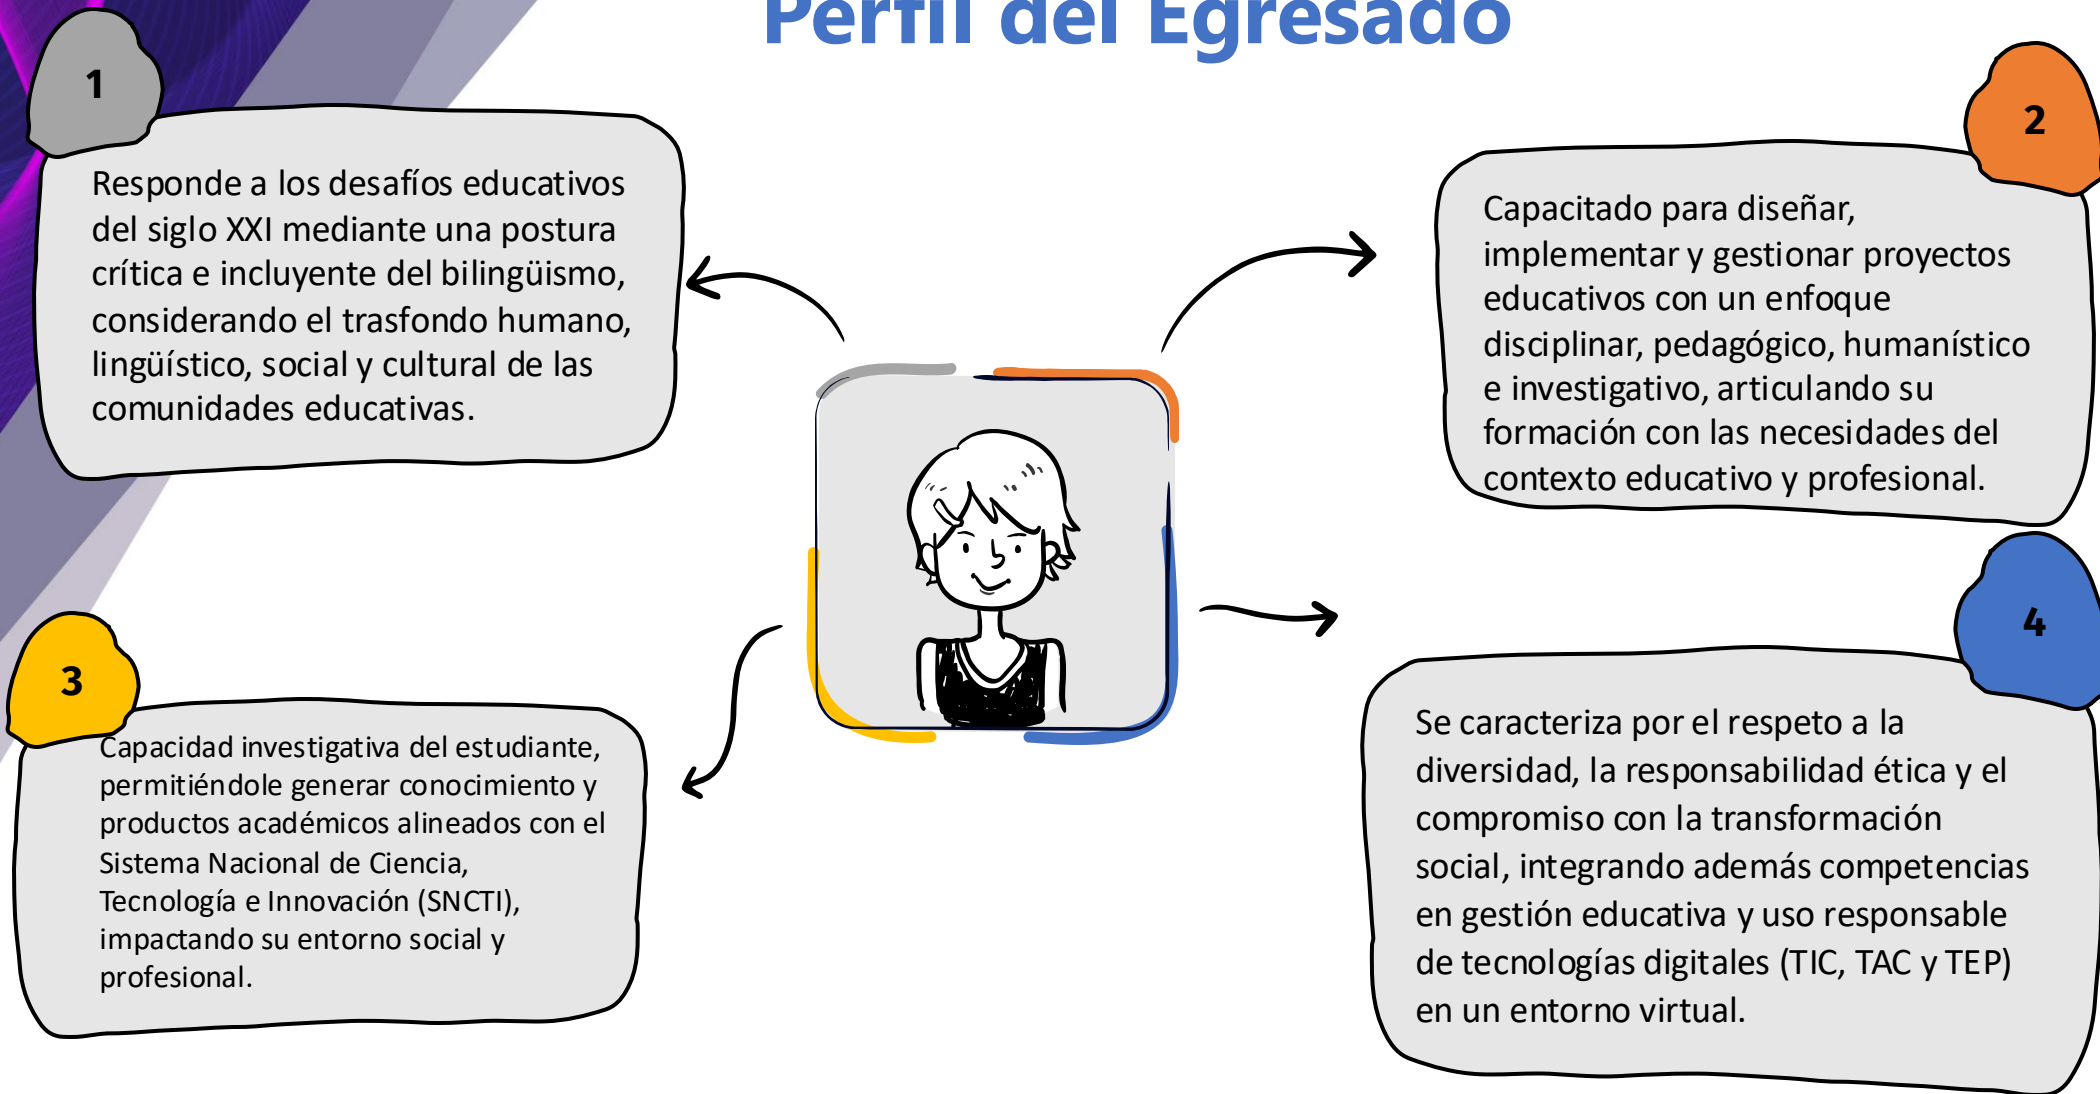 Perfil del Egresado
1
Responde a los desafíos educativos
del siglo XXI mediante una postura
crítica e incluyente del bilingüismo,
considerando el trasfondo humano,
lingüístico, social y cultural de las
comunidades educativas.
2
Capacitado para diseñar,
implementar y gestionar proyectos
educativos con un enfoque
disciplinar, pedagógico, humanístico
e investigativo, articulando su
formación con las necesidades del
contexto educativo y profesional.
3
Capacidad investigativa del estudiante,
permitiéndole generar conocimiento y
productos académicos alineados con el
Sistema Nacional de Ciencia,
Tecnología e Innovación (SNCTI),
impactando su entorno social y
profesional.
4
Se caracteriza por el respeto a la
diversidad, la responsabilidad ética y el
compromiso con la transformación
social, integrando además competencias
en gestión educativa y uso responsable
de tecnologías digitales (TIC, TAC y TEP)
en un entorno virtual.